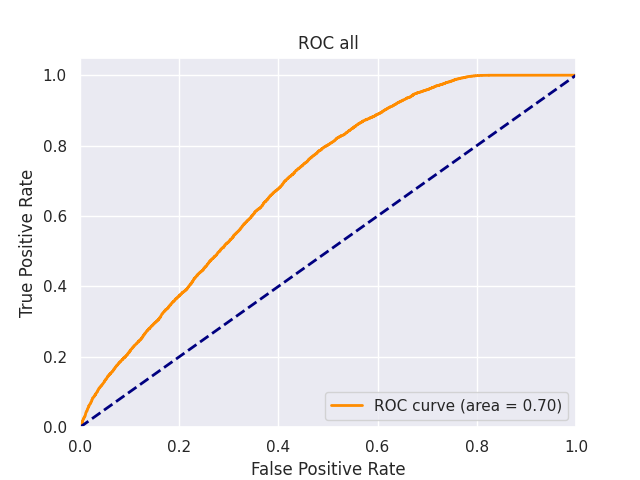 ROC all
1.0
0.8
0.6
0.4
0.2
0.0
True Positive Rate
ROC curve (area = 0.70)
0.0 0.2 0.4 0.6 0.8 1.0
False Positive Rate